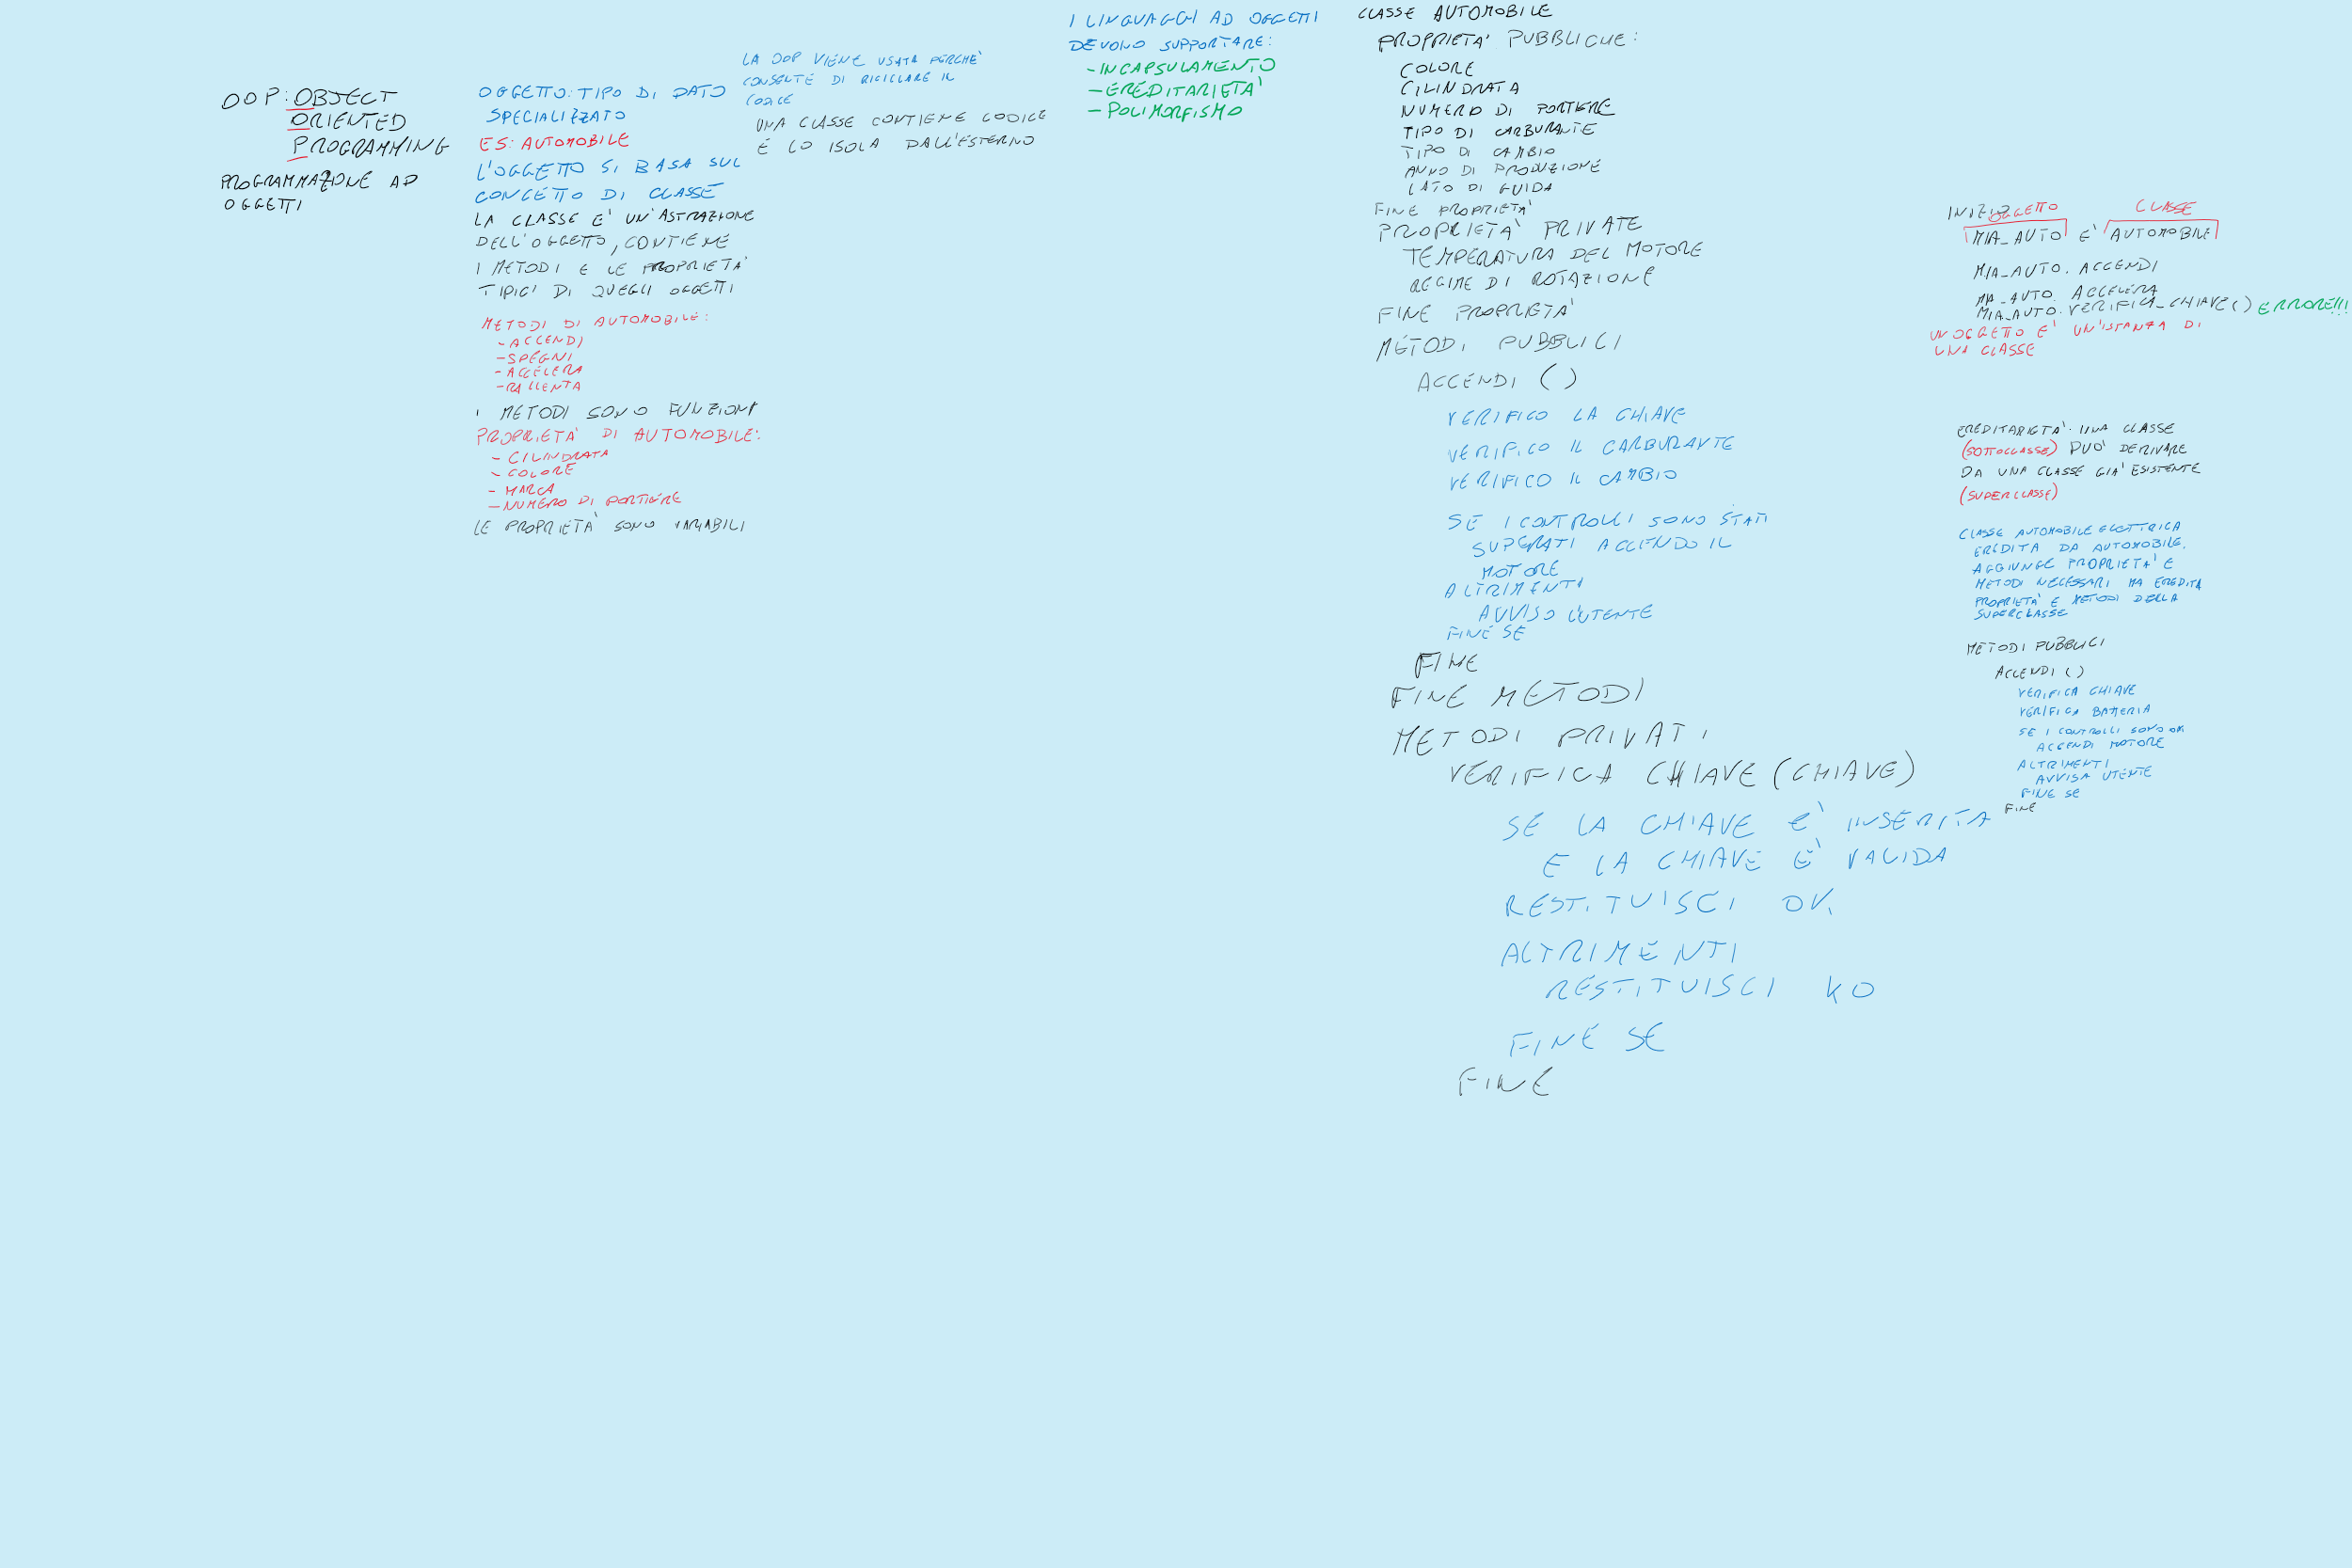 OOP: OBJECT
ORIENTED
PROGRAMMING
PROGRAMMAZIONE AD
OGGETTI
OGGETTO: TIPO DI DATO
SPECIALIZZATO
ES: AUTOMOBILE
L'OGGETTO SI BASA SUL
CONCETTO DI CLASSE
LA CLASSE E' UN'ASTRAZIONE
DELL'OGGETTO, CONTIENE
I METODI E LE PROPRIETA'
TIPICI DI QUEGLI OGGETTI
METODI DI AUTOMOBILE:
- ACCENDI
- SPEGNI
- ACCELERA
- RALLENTA
I METODI SONO FUNZIONI
PROPRIETA' DI AUTOMOBILE:
- CILINDRATA
- COLORE
- MARCA
- NUMERO DI PORTIERE
LE PROPRIETA' SONO VARIABILI
LA OOP VIENE USATA PERCHE'
CONSENTE DI RICICLARE IL
CODICE
UNA CLASSE CONTIENE CODICE
E LO ISOLA DALL'ESTERNO
I LINGUAGGI AD OGGETTI
DEVONO SUPPORTARE:
- INCAPSULAMENTO
- EREDITARIETA'
- POLIMORFISMO
CLASSE AUTOMOBILE
PROPRIETA' PUBBLICHE:
COLORE
CILINDRATA
NUMERO DI PORTIERE
TIPO DI CARBURANTE
TIPO DI CAMBIO
ANNO DI PRODUZIONE
LATO DI GUIDA
FINE PROPRIETA'
PROPRIETA' PRIVATE
TEMPERATURA DEL MOTORE
REGIME DI ROTAZIONE
FINE PROPRIETA'
METODI PUBBLICI
ACCENDI ()
VERIFICO LA CHIAVE
VERIFICO IL CARBURANTE
VERIFICO IL CAMBIO
SE I CONTROLLI SONO STATI
SUPERATI ACCENDO IL
MOTORE
ALTRIMENTI
AVVISO L'UTENTE
FINE SE
FINE
FINE METODI
METODI PRIVATI
VERIFICA CHIAVE (CHIAVE)
SE LA CHIAVE E' INSERITA
E LA CHIAVE E' VALIDA
RESTITUISCI OK
ALTRIMENTI
RESTITUISCI KO
FINE SE
FINE
OGGETTO CLASSE
MIA_AUTO E' AUTOMOBILE
MIA_AUTO. ACCENDI
MIA_AUTO. ACCELERA
MIA_AUTO. VERIFICA_CHIAVE() ERRORE!!!
UN OGGETTO E' UN'ISTANZA DI
UNA CLASSE
EREDITARIETA': UNA CLASSE
(SOTTOCLASSE) PUO' DERIVARE
DA UNA CLASSE GIA' ESISTENTE
(SUPERCLASSE)
CLASSE AUTOMOBILE ELETTRICA
EREDITA DA AUTOMOBILE.
AGGIUNGE PROPRIETA' E
METODI NECESSARI MA EREDITA
PROPRIETA' E METODI DELLA
SUPERCLASSE
METODI PUBBLICI
ACCENDI ()
VERIFICA CHIAVE
VERIFICA BATTERIA
SE I CONTROLLI SONO OK
ACCENDI MOTORE
ALTRIMENTI
AVVISA UTENTE
FINE SE
FINE